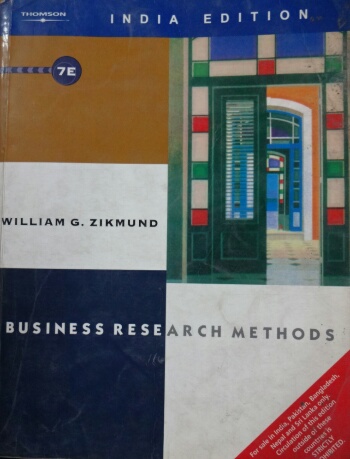 THOMSON
INDIA EDITION
7E
WILLIAM G. ZIKMUND
BUSINESS RESEARCH METHODS
For sale in India, Pakistan, Bangladesh,
Nepal and Sri Lanka only.
Circulation of this edition
outside of these
countries is
STRICTLY